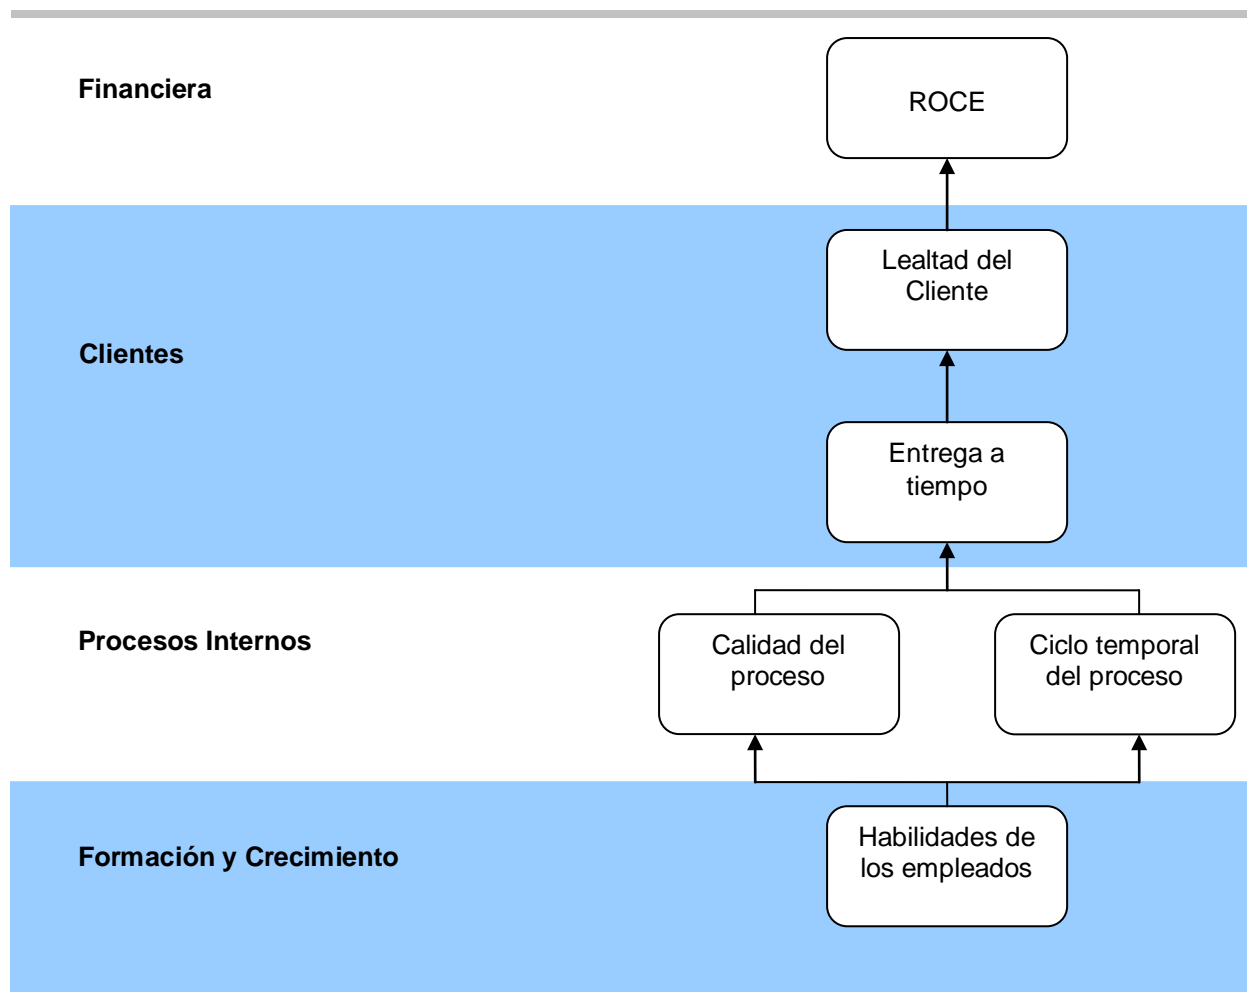 Financiera
ROCE
Clientes
Lealtad del
Cliente
Entrega a
tiempo
Procesos Internos
Calidad del
proceso
Ciclo temporal
del proceso
Formación y Crecimiento
Habilidades de
los empleados